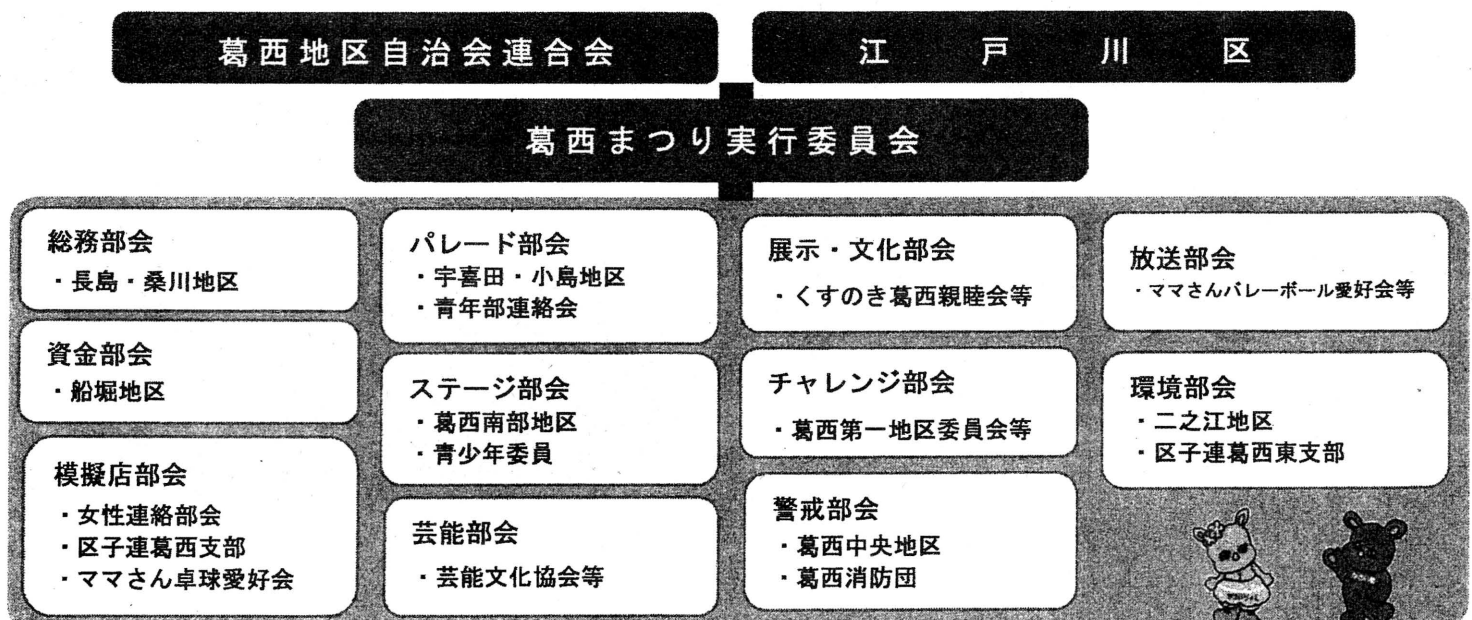 葛西地区自治会連合会
江戸川区
葛西まつり実行委員会
総務部会
・長島・桑川地区
資金部会
・船堀地区
模擬店部会
・女性連絡部会
・区子連葛西支部
・ママさん卓球愛好会
パレード部会
・宇喜田・小島地区
・青年部連絡会
ステージ部会
・葛西南部地区
・青少年委員
芸能部会
・芸能文化協会等
展示・文化部会
・くすのき葛西親睦会等
チャレンジ部会
・葛西第一地区委員会等
警戒部会
・葛西中央地区
・葛西消防団
放送部会
・ママさんバレーボール愛好会等
環境部会
・二之江地区
・区子連葛西東支部